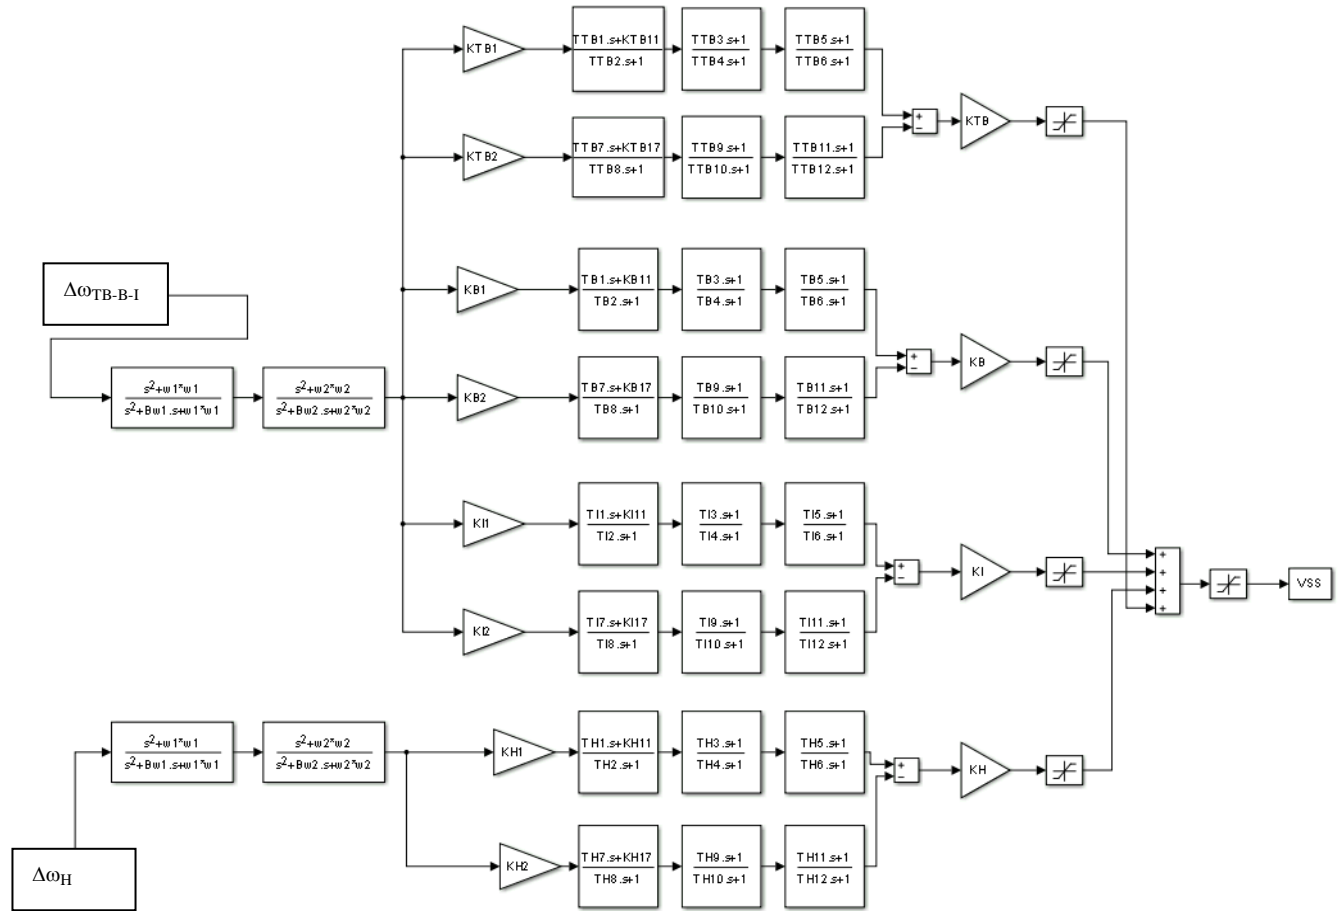 KTB1
TTB1.s+KTB11
TTB2.s+1
TTB3.s+1
TTB4.s+1
TTB5.s+1
TTB6.s+1
KTB2
TTB7.s+KTB17
TTB8.s+1
TTB9.s+1
TTB10.s+1
TTB11.s+1
TTB12.s+1
+
−
KTB
ΔωTB-B-I
s²+w1*w1
s²+Bw1.s+w1*w1
s²+w2*w2
s²+Bw2.s+w2*w2
KB1
TB1.s+KB11
TB2.s+1
TB3.s+1
TB4.s+1
TB5.s+1
TB6.s+1
KB2
TB7.s+KB17
TB8.s+1
TB9.s+1
TB10.s+1
TB11.s+1
TB12.s+1
+
−
KB
KI1
TI1.s+KI11
TI2.s+1
TI3.s+1
TI4.s+1
TI5.s+1
TI6.s+1
KI2
TI7.s+KI17
TI8.s+1
TI9.s+1
TI10.s+1
TI11.s+1
TI12.s+1
+
−
KI
+
+
+
+
VSS
ΔωH
s²+w1*w1
s²+Bw1.s+w1*w1
s²+w2*w2
s²+Bw2.s+w2*w2
KH1
TH1.s+KH11
TH2.s+1
TH3.s+1
TH4.s+1
TH5.s+1
TH6.s+1
KH2
TH7.s+KH17
TH8.s+1
TH9.s+1
TH10.s+1
TH11.s+1
TH12.s+1
+
−
KH